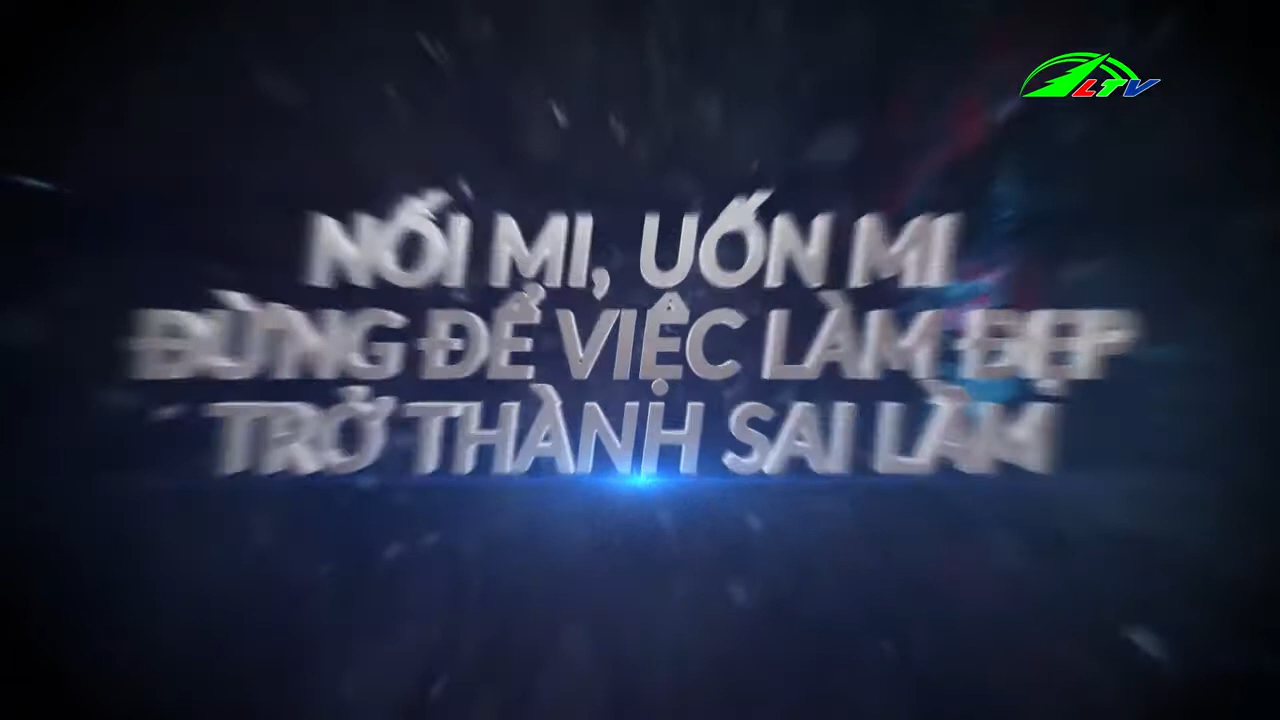 LTV
NỐI MI, UỐN MI
ĐỪNG ĐỂ VIỆC LÀM ĐẸP
TRỞ THÀNH SAI LẦM